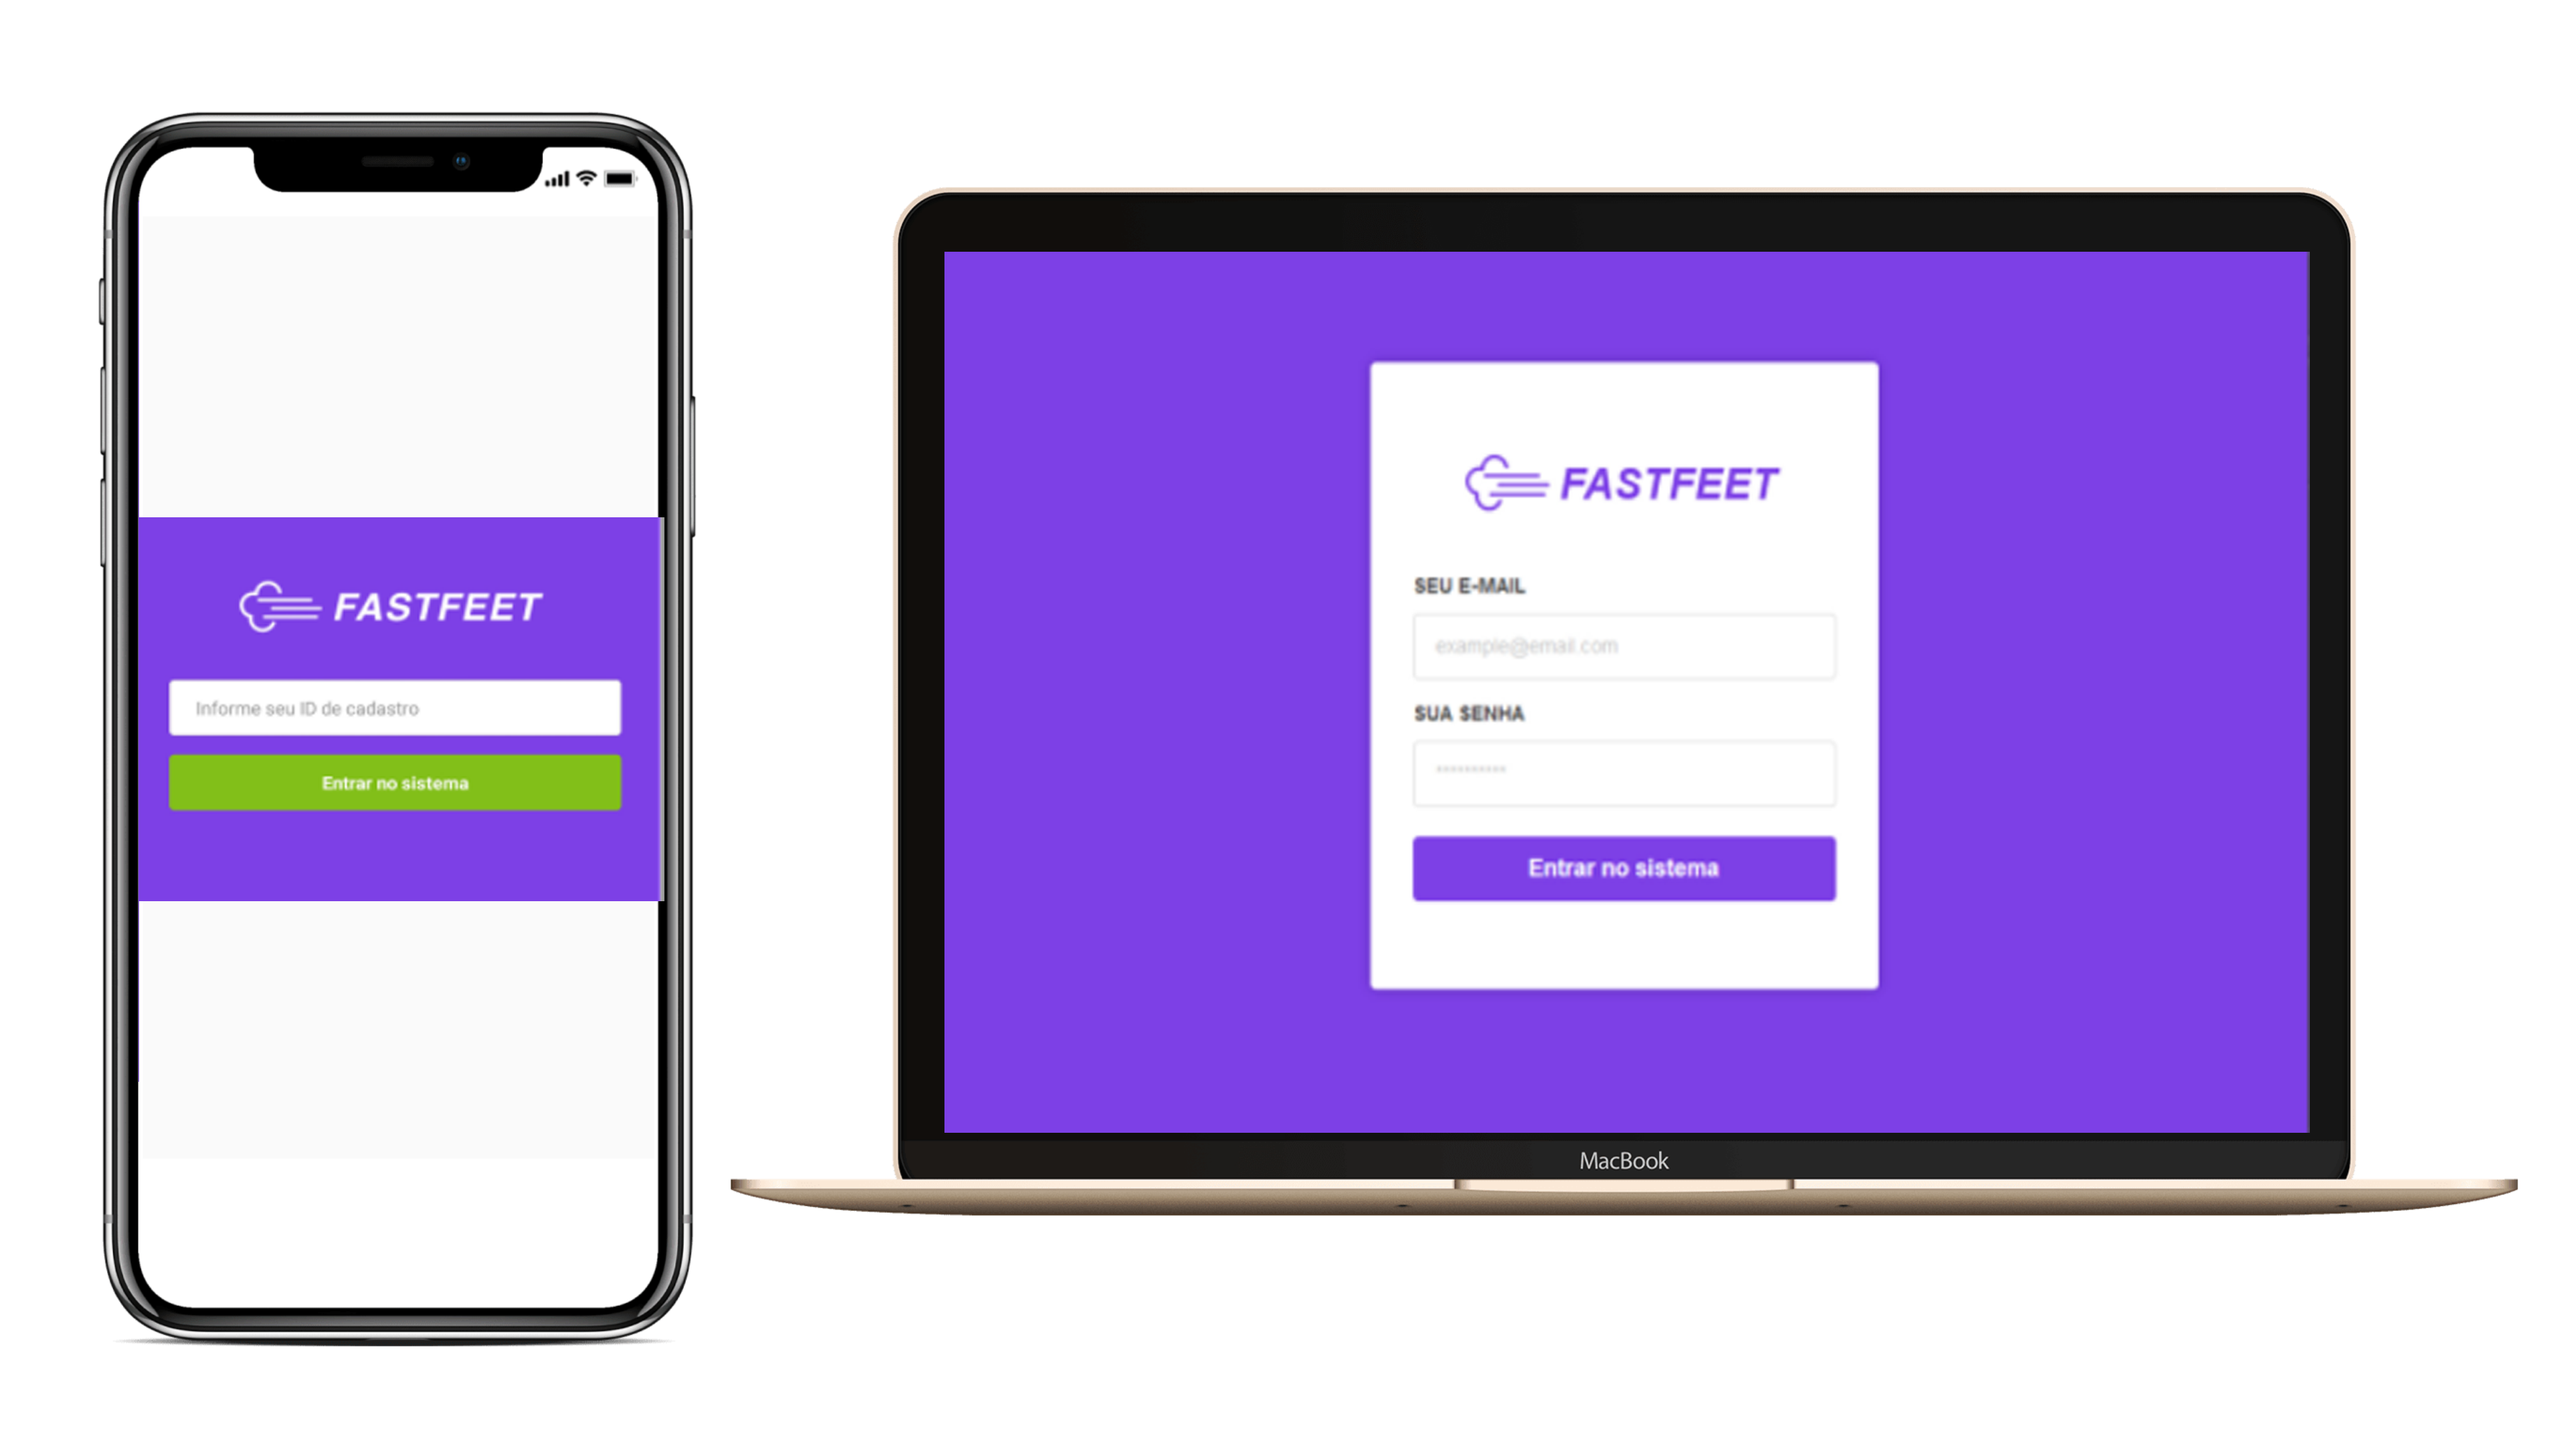 FASTFEET
Informe seu ID de cadastro
Entrar no sistema
FASTFEET
SEU E-MAIL
example@email.com
SUA SENHA
**********
Entrar no sistema
MacBook